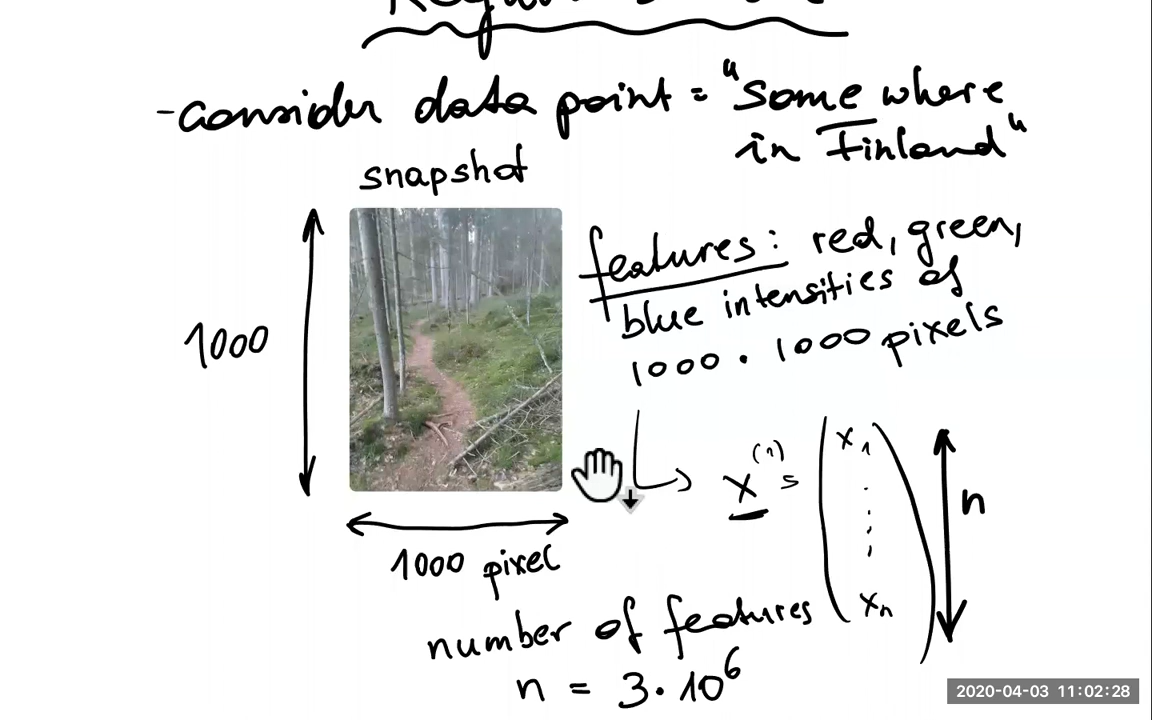 - consider data point = "Some where
in Finland"
snapshot
features: red, green,
blue intensities of
1000 . 1000 pixels
1000
x(1) = (x1
n
xn)
1000 pixel
number of features
n = 3.10^6
2020-04-03 11:02:28